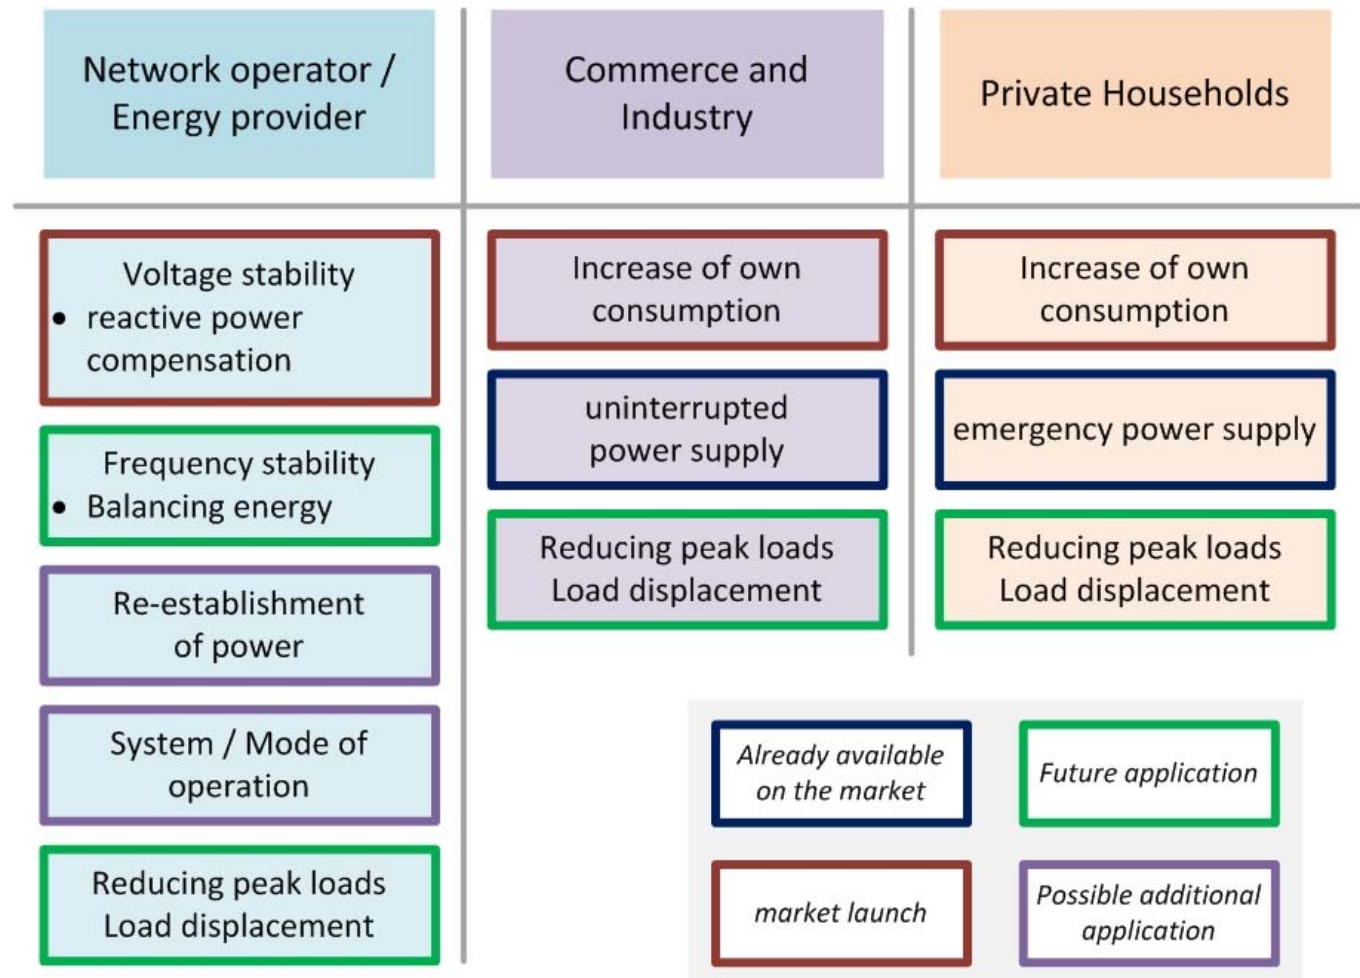 Network operator /
Energy provider
Commerce and
Industry
Private Households
Voltage stability
• reactive power
compensation
Frequency stability
• Balancing energy
Re-establishment
of power
System / Mode of
operation
Reducing peak loads
Load displacement
Increase of own
consumption
uninterrupted
power supply
Reducing peak loads
Load displacement
Increase of own
consumption
emergency power supply
Reducing peak loads
Load displacement
Already available
on the market
Future application
market launch
Possible additional
application